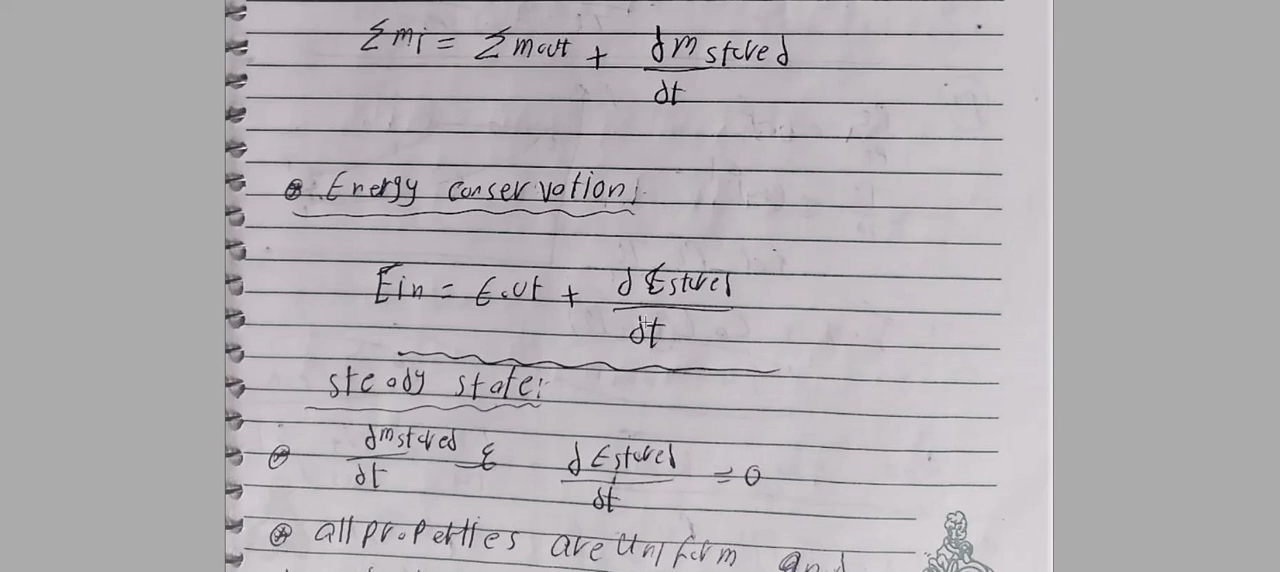 Σmi = Σmout + dm stored
dt
Energy conservation:
Ein = Eout + dEstored
dt
steady state:
dmstored & dEstored = 0
dt dt
all properties are uniform and